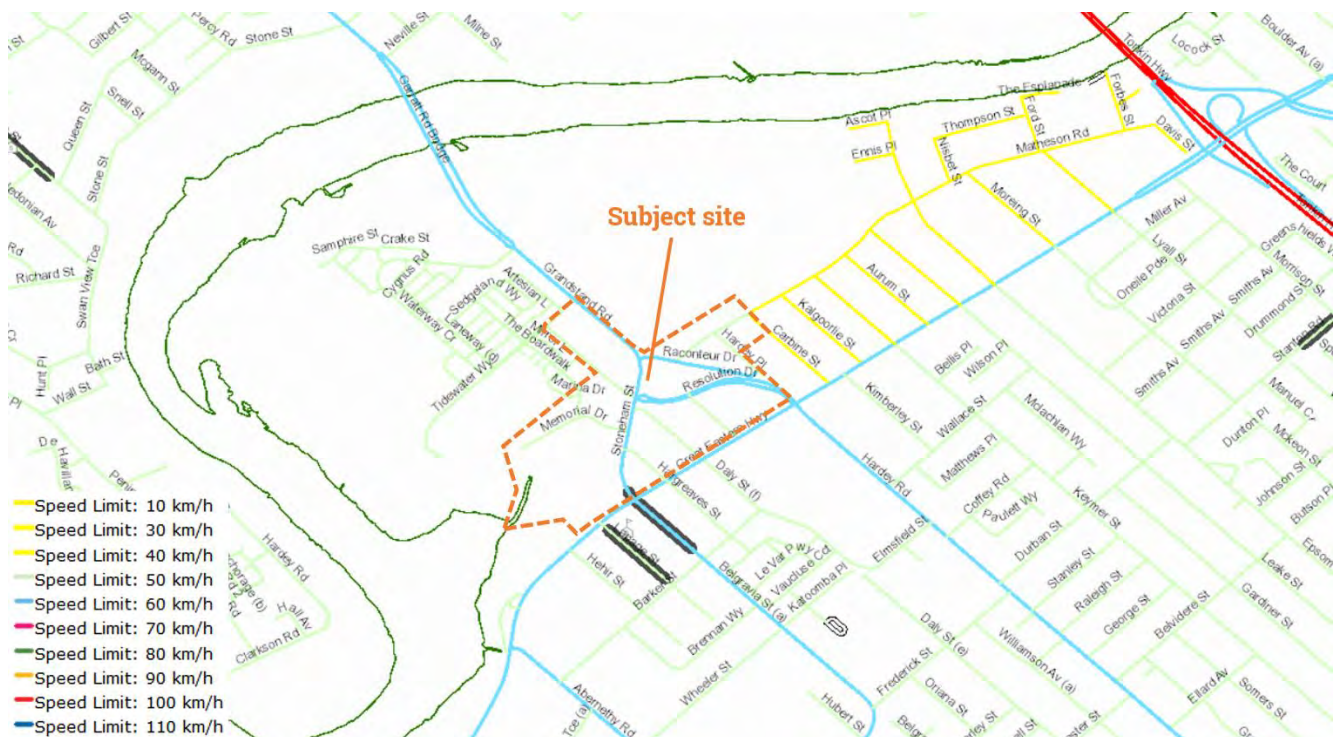 Gilbert St
Percy Rd
Stone St
Neville St
Milne St
Mcgann St
Snell St
Queen St
Stone St
Garratt Rd Bridge
Tonkin Hwy
Locock St
Boulder Av (a)
The Esplanade
Forbes St
Ford St
Thompson St
Ascot Pl
Ennis Pl
Nisbet St
Matheson Rd
Davis St
The Court
Moreing St
Miller Av
Lyall St
Oneile Pde
Victoria St
Smiths Av
Smiths Av
Smiths Av
Morrison St
Drummond St
Stanton Rd
Richard St
Swan View Tce
Bath St
Wall St
Hunt Pl
Pl
Rd
Subject site
Samphire St
Crake St
Cygnus Rd
Waterway Cr
Sedgeland Wy
Artesian L
Laneway (g)
The Boardwalk
Tidewater Wy
Marina Dr
Memorial Dr
Grandstand Rd
Stoneham St
Raconteur Dr
Resolution Dr
Hardey Pl
Carbine St
Kalgoorlie St
Aurum St
Great Eastern Hwy
Kimberley St
Bellis Pl
Wilson Pl
Wallace St
Mclachlan Wy
Matthews Pl
Coffey Rd
Paulett Wy
Keymer St
Hardey Rd
Durban St
Stanley St
Raleigh St
George St
Belvidere St
Dunton Pl
Mckeon St
Johnson St
Leake St
Gardiner St
Daly St (f)
Hargreaves St
Elmsfield St
Hehir St
Belgravia St (a)
Le Var Pwy
Katoomba Pl
Brennan Wy
Wheeler St
Abernethy Rd
Hubert St
Frederick St
Oriana St
Daly St (e)
Williamson Av (a)
Ellard Av
Somers St
Hardey Rd
Hall Av
Clarkson Rd
Speed Limit: 10 km/h
Speed Limit: 30 km/h
Speed Limit: 40 km/h
Speed Limit: 50 km/h
Speed Limit: 60 km/h
Speed Limit: 70 km/h
Speed Limit: 80 km/h
Speed Limit: 90 km/h
Speed Limit: 100 km/h
Speed Limit: 110 km/h